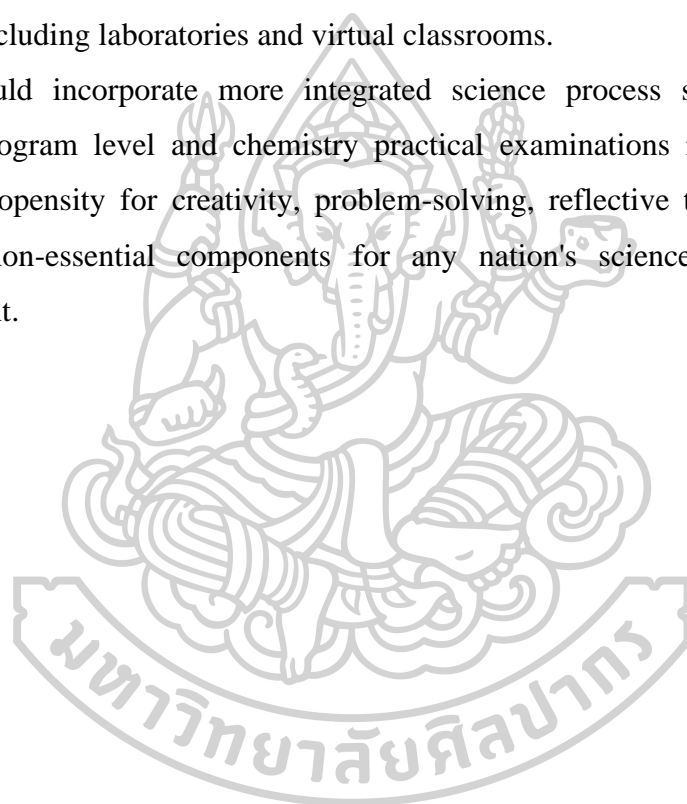 cluding laboratories and virtual classrooms.
uld incorporate more integrated science process s
ogram level and chemistry practical examinations
opensity for creativity, problem-solving, reflective t
on-essential components for any nation's science
t.
มหาวิทยาลัยศิลปากร